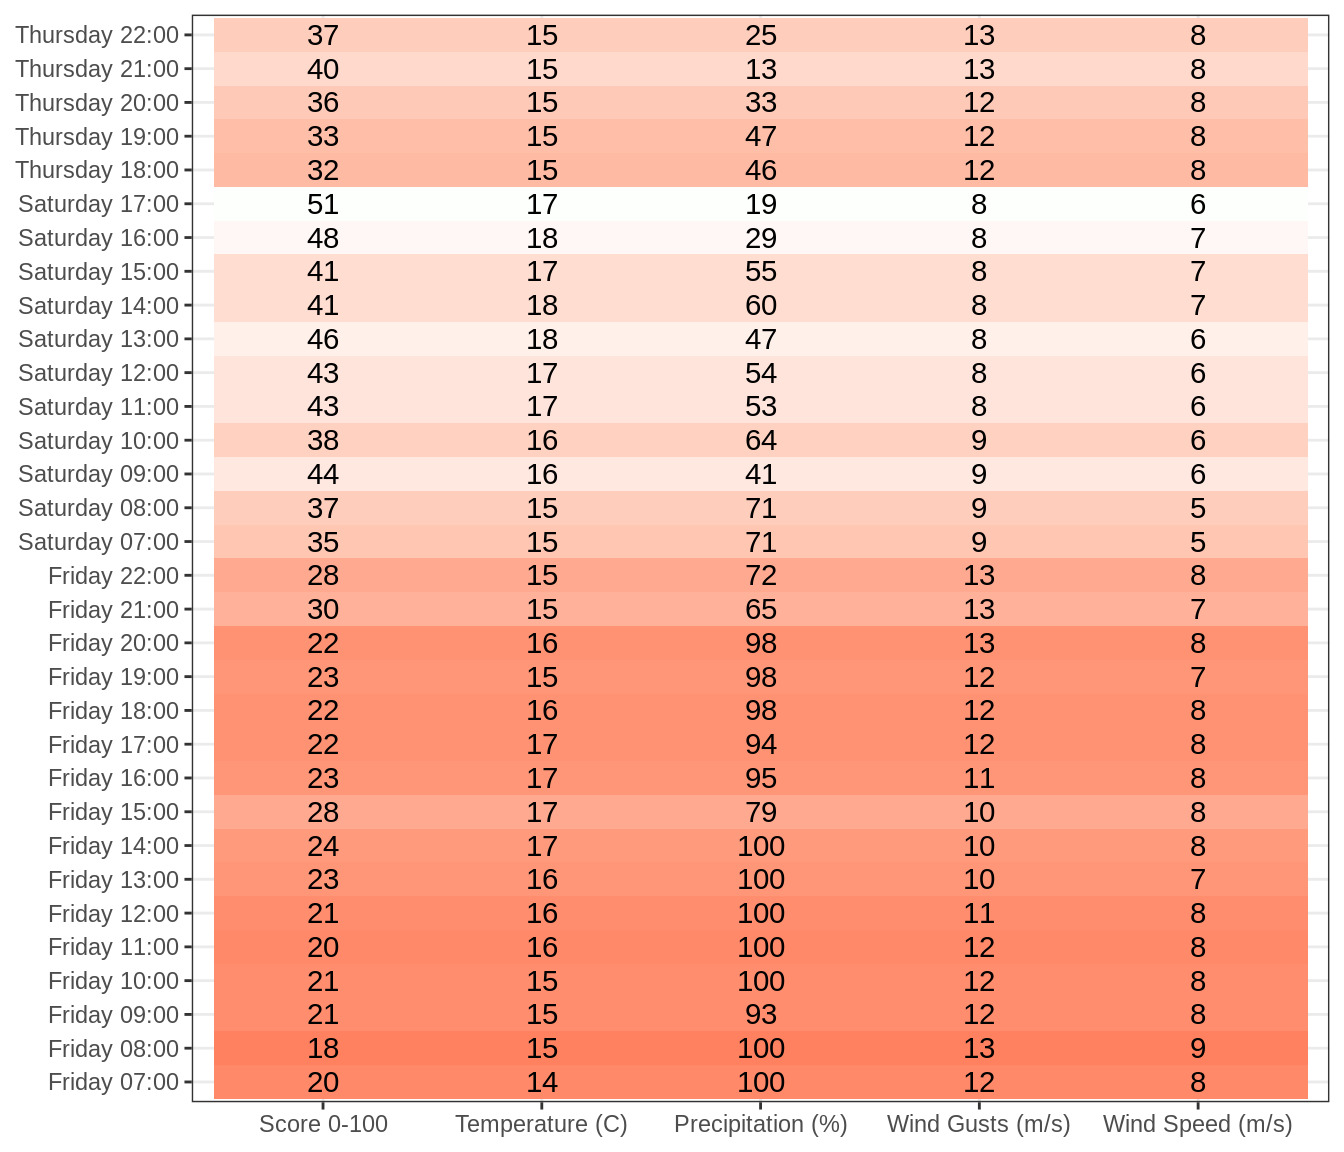 Thursday 22:00 37 15 25 13 8
Thursday 21:00 40 15 13 13 8
Thursday 20:00 36 15 33 12 8
Thursday 19:00 33 15 47 12 8
Thursday 18:00 32 15 46 12 8
Saturday 17:00 51 17 19 8 6
Saturday 16:00 48 18 29 8 7
Saturday 15:00 41 17 55 8 7
Saturday 14:00 41 18 60 8 7
Saturday 13:00 46 18 47 8 6
Saturday 12:00 43 17 54 8 6
Saturday 11:00 43 17 53 8 6
Saturday 10:00 38 16 64 9 6
Saturday 09:00 44 16 41 9 6
Saturday 08:00 37 15 71 9 5
Saturday 07:00 35 15 71 9 5
Friday 22:00 28 15 72 13 8
Friday 21:00 30 15 65 13 7
Friday 20:00 22 16 98 13 8
Friday 19:00 23 15 98 12 7
Friday 18:00 22 16 98 12 8
Friday 17:00 22 17 94 12 8
Friday 16:00 23 17 95 11 8
Friday 15:00 28 17 79 10 8
Friday 14:00 24 17 100 10 8
Friday 13:00 23 16 100 10 7
Friday 12:00 21 16 100 11 8
Friday 11:00 20 16 100 12 8
Friday 10:00 21 15 100 12 8
Friday 09:00 21 15 93 12 8
Friday 08:00 18 15 100 13 9
Friday 07:00 20 14 100 12 8
Score 0-100 Temperature (C) Precipitation (%) Wind Gusts (m/s) Wind Speed (m/s)